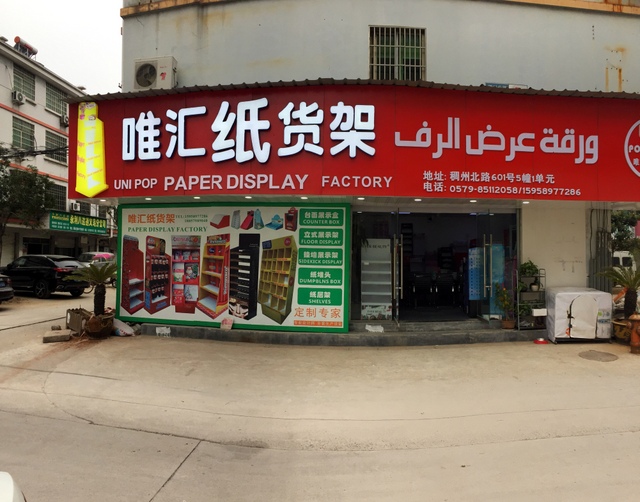 唯汇纸货架
UNI POP PAPER DISPLAY FACTORY
ورقة عرض الرف
地址: 稠州北路601号5幢1单元
电话: 0579-85112058/15958977286
唯汇纸货架
PAPER DISPLAY FACTORY
台面展示盒
COUNTER BOX
立式展示架
FLOOR DISPLAY
挂墙展示架
SIDEKICK DISPLAY
纸堆头
DUMPBLNS BOX
纸层架
SHELVES
定制专家